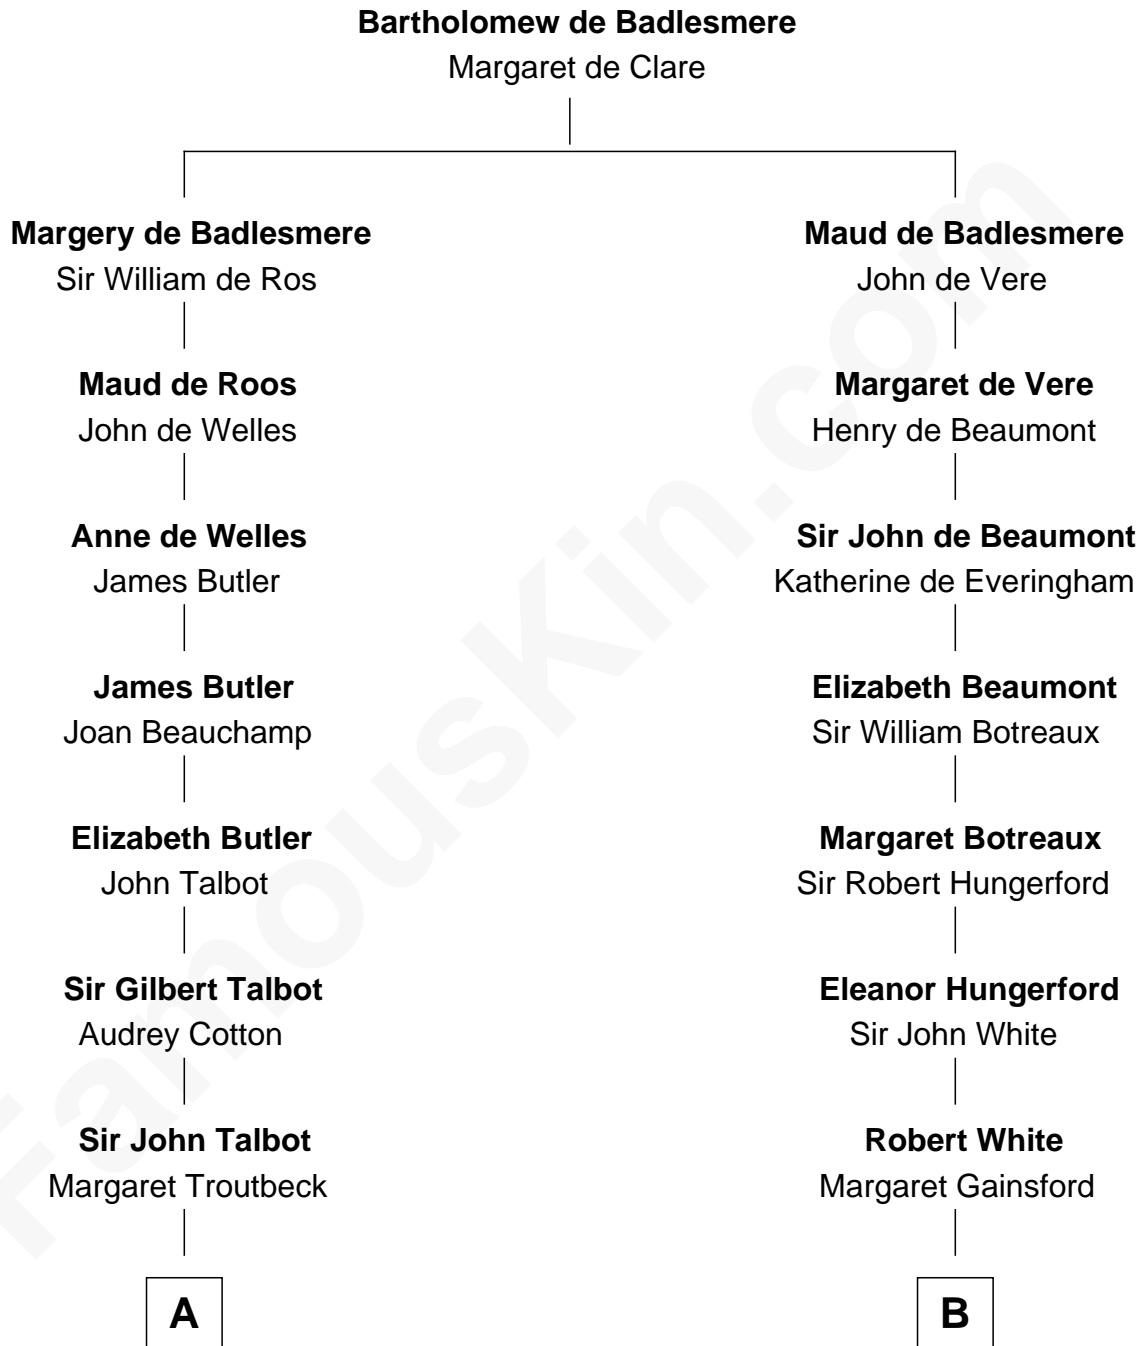 Bartholomew de Badlesmere
Margaret de Clare
Margery de Badlesmere
Sir William de Ros
Maud de Badlesmere
John de Vere
Maud de Roos
John de Welles
Margaret de Vere
Henry de Beaumont
Anne de Welles
James Butler
Sir John de Beaumont
Katherine de Everingham
James Butler
Joan Beauchamp
Elizabeth Beaumont
Sir William Botreaux
Elizabeth Butler
John Talbot
Margaret Botreaux
Sir Robert Hungerford
Sir Gilbert Talbot
Audrey Cotton
Eleanor Hungerford
Sir John White
Sir John Talbot
Margaret Troutbeck
Robert White
Margaret Gainsford
A
B
FamousKin.com